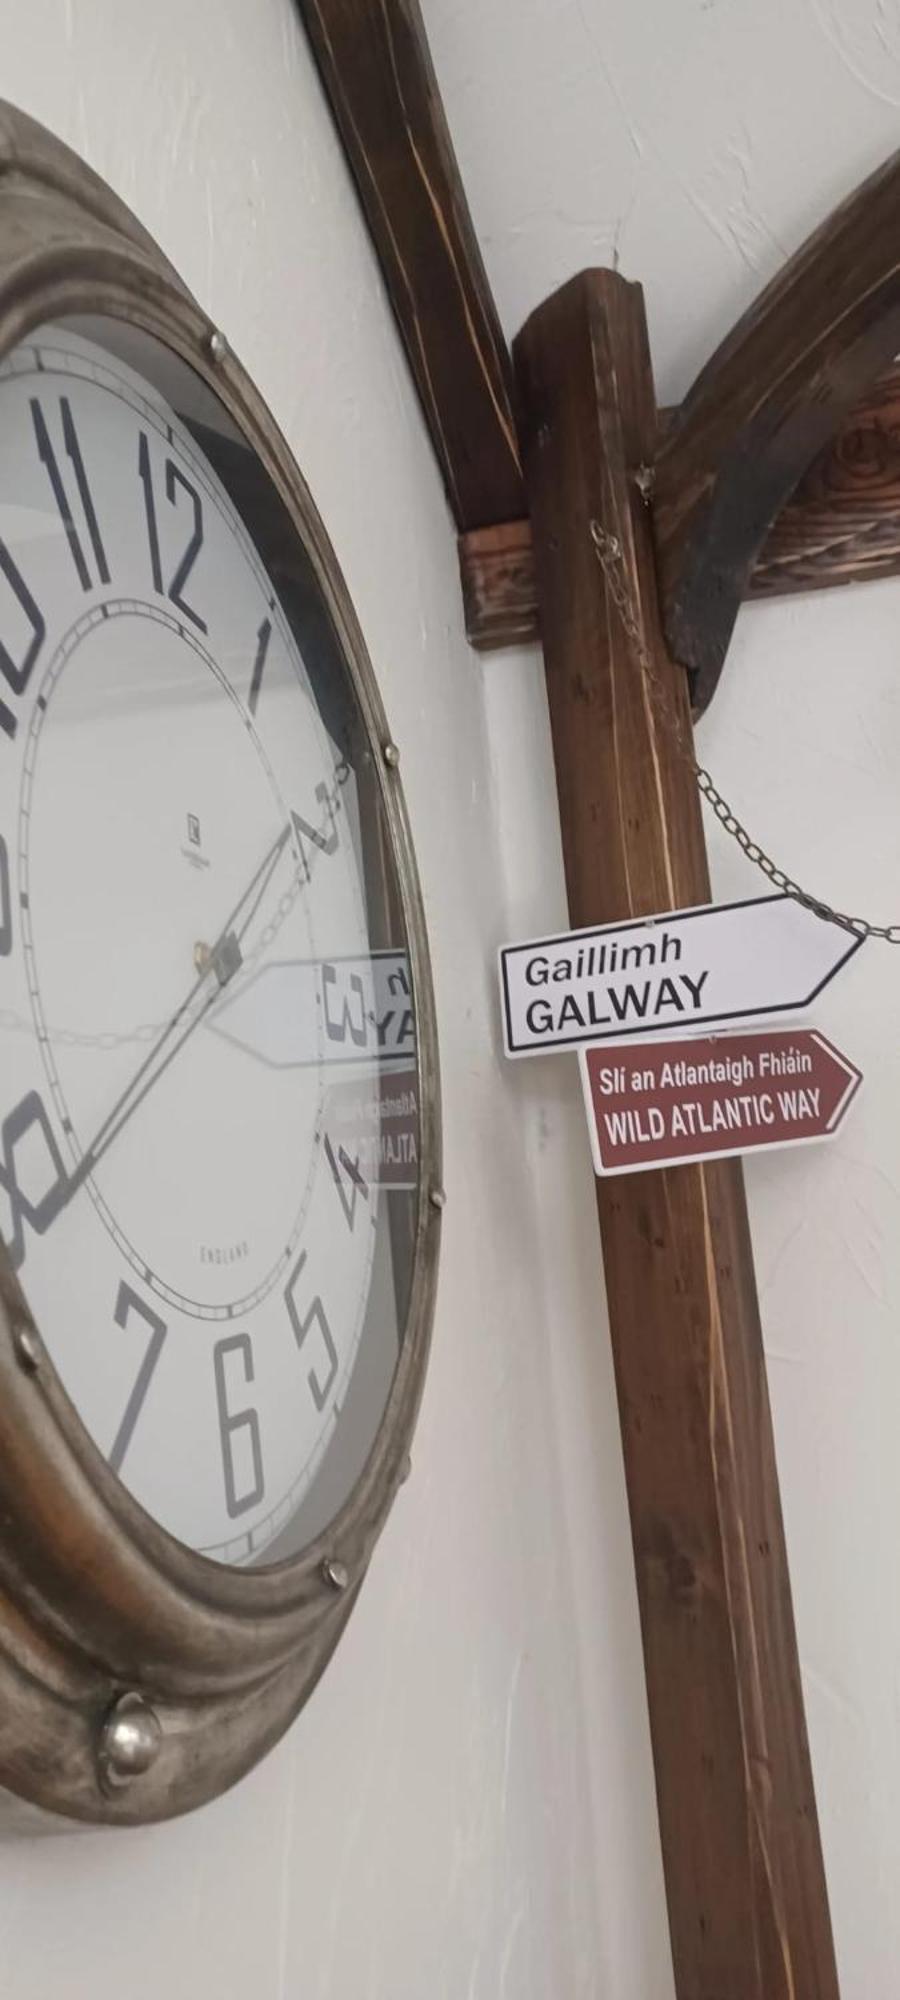 11
12
1
10
2
3
8
4
7
6
5
ENGLAND
Gaillimh
GALWAY
Slí an Atlantaigh Fhiáin
WILD ATLANTIC WAY